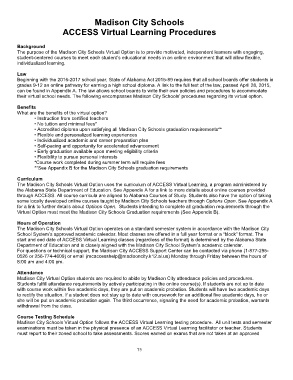 Madison City Schools
ACCESS Virtual Learning Procedures
Background
The purpose of the Madison City Schools Virtual Option is to provide motivated, independent learners with engaging,
student-centered courses to meet each student's educational needs in an online environment that will allow flexible,
individualized learning.
Law
Beginning with the 2016-2017 school year, State of Alabama Act 2015-89 requires that all school boards offer students in
grades 9-12 an online pathway for earning a high school diploma. A link to the full text of the law, passed April 30, 2015,
can be found in Appendix A. The law allows school boards to write their own policies and procedures to accommodate
their virtual school needs. The following encompasses Madison City Schools' procedures regarding its virtual option.
Benefits
What are the benefits of the virtual option?
• Instruction from certified teachers
• No tuition and minimal fees*
• Accredited diploma upon satisfying all Madison City Schools graduation requirements**
• Flexible and personalized learning experiences
• Individualized academic and career preparation plan
• Self-pacing and opportunity for accelerated advancement
• Early graduation available upon meeting eligibility criteria
• Flexibility to pursue personal interests
*Course work completed during summer term will require fees
**See Appendix B for the Madison City Schools graduation requirements
Curriculum
The Madison City Schools Virtual Option uses the curriculum of ACCESS Virtual Learning, a program administered by
the Alabama State Department of Education. See Appendix A for a link to more details about online courses provided
through ACCESS. All course curricula are aligned to Alabama Courses of Study. Students also have the option of taking
some locally developed online courses taught by Madison City Schools teachers through Options Open. See Appendix A
for a link to further details about Options Open. Students intending to complete all graduation requirements through the
Virtual Option must meet the Madison City Schools Graduation requirements (See Appendix B).
Hours of Operation
The Madison City Schools Virtual Option operates on a standard semester system in accordance with the Madison City
School System's approved academic calendar. Most classes are offered in a full year format or a "block" format. The
start and end date of ACCESS Virtual classes (regardless of the format) is determined by the Alabama State
Department of Education and is closely aligned with the Madison City System's academic calendar.
For questions or technical support, the Madison City ACCESS Support Center can be contacted via phone
or email
Monday through Friday between the hours of
8:00 am and 4:00 pm.
Attendance
Madison City Virtual Option students are required to abide by Madison City attendance policies and procedures.
Students fulfill attendance requirements by actively participating in the online course(s). If students are not up to date
with course work within five academic days, they are put on academic probation. Students will have two academic days
to rectify the situation. If a student does not stay up to date with coursework for an additional five academic days, he or
she will be put on academic probation again. The third occurrence, signaling the need for academic probation, warrants
withdrawal from the class.
Course Testing Schedule
Madison City Schools Virtual Option follows the ACCESS Virtual Learning testing procedure. All unit tests and semester
examinations must be taken in the physical presence of an ACCESS Virtual Learning facilitator or teacher. Students
must report to their zoned school to take assessments. Scores earned on exams that are not taken at an approved